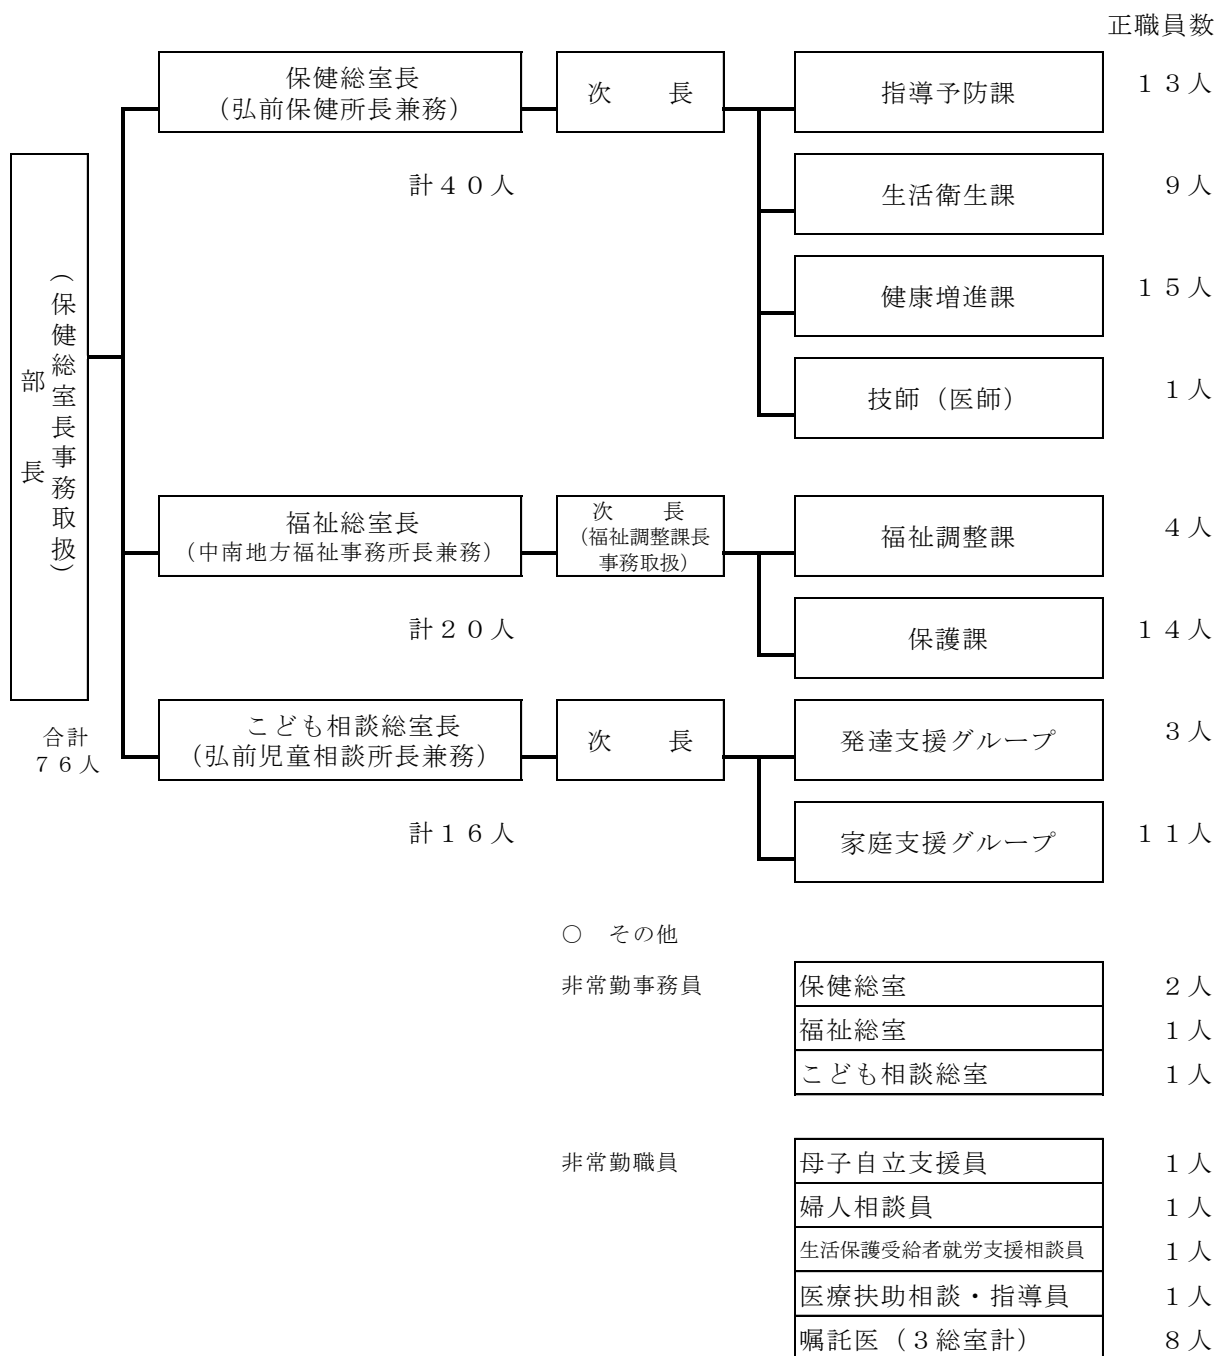 正職員数
保健総室長
（弘前保健所長兼務）
次　　長
指導予防課
１３人
計４０人
生活衛生課
９人
健康増進課
１５人
技師（医師）
１人
部　　長
（保健総室長事務取扱）
合計
７６人
福祉総室長
（中南地方福祉事務所長兼務）
次　　長
（福祉調整課長
事務取扱）
福祉調整課
４人
計２０人
保護課
１４人
こども相談総室長
（弘前児童相談所長兼務）
次　　長
発達支援グループ
３人
計１６人
家庭支援グループ
１１人
○　その他
非常勤事務員
保健総室
２人
福祉総室
１人
こども相談総室
１人
非常勤職員
母子自立支援員
１人
婦人相談員
１人
生活保護受給者就労支援相談員
１人
医療扶助相談・指導員
１人
嘱託医（３総室計）
８人